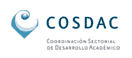 COSDAC
COORDINACIÓN SECTORIAL
DE DESARROLLO ACADÉMICO